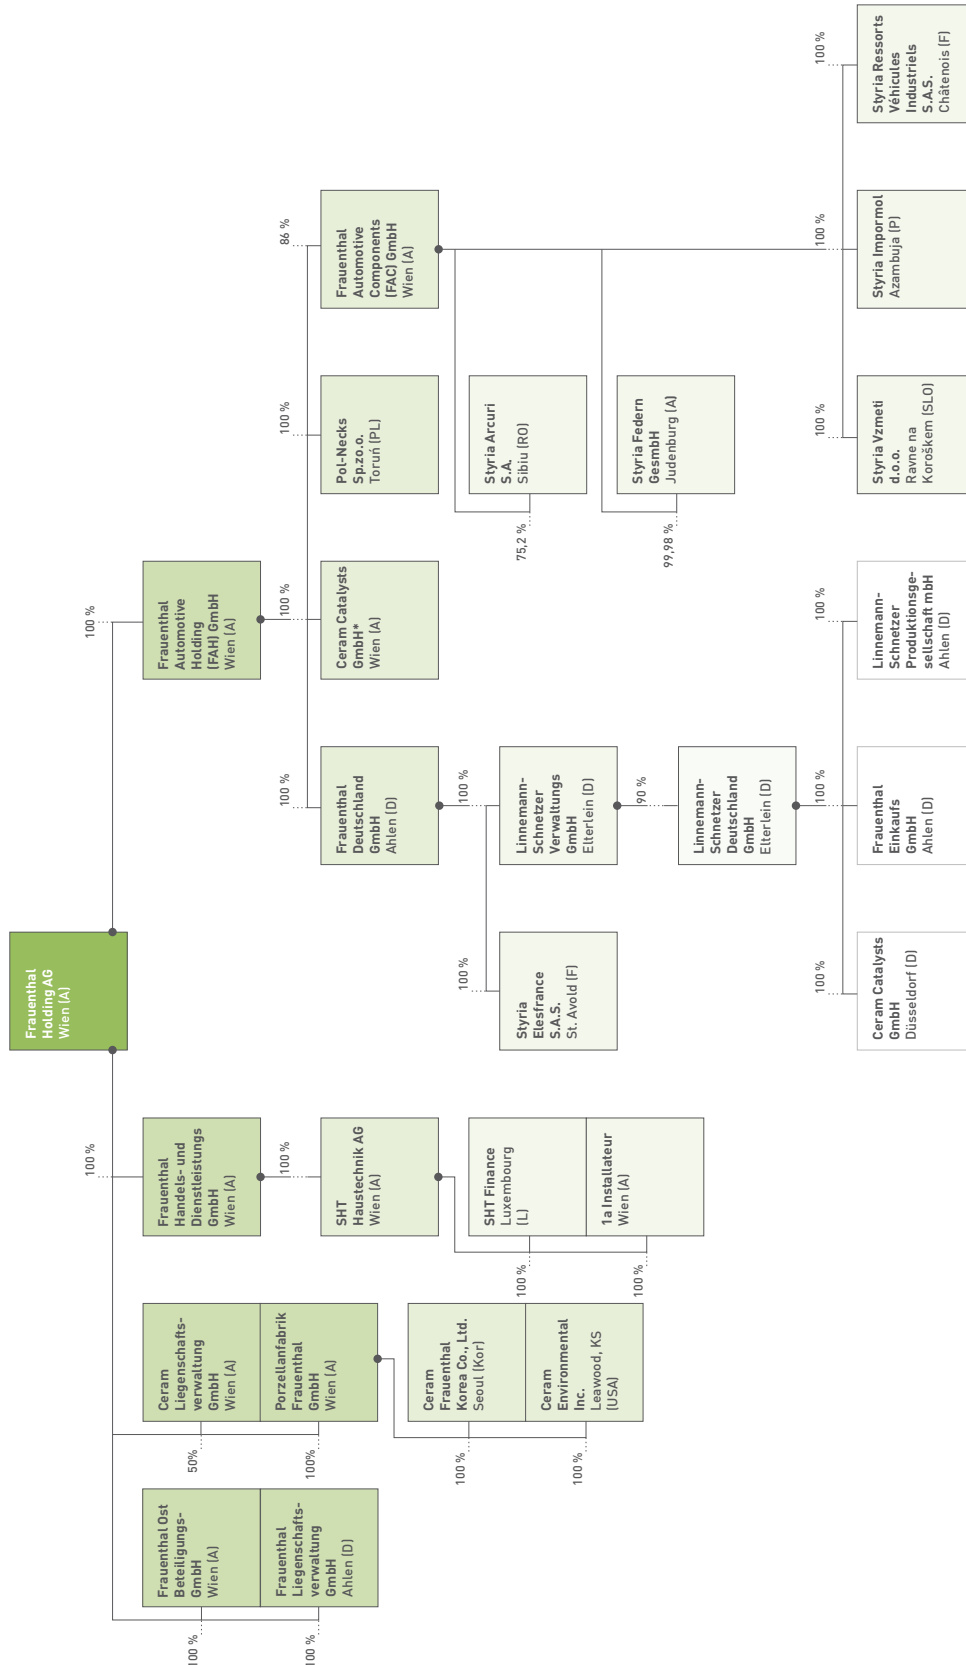 Frauenthal
Holding AG
Wien (A)
100 %
100 %
100 %
100 %
Frauenthal Ost
Beteiligungs-
GmbH
Wien (A)
Frauenthal
Liegenschafts-
verwaltung
GmbH
Ahlen (D)
50%
100%
Ceram
Liegenschafts-
verwaltung
GmbH
Wien (A)
Porzellanfabrik
Frauenthal
GmbH
Wien (A)
100 %
100 %
Ceram
Frauenthal
Korea Co., Ltd.
Seoul (Kor)
Ceram
Environmental
Inc.
Leawood, KS
(USA)
Frauenthal
Handels- und
Dienstleistungs
GmbH
Wien (A)
100 %
SHT
Haustechnik AG
Wien (A)
100 %
100 %
SHT Finance
Luxembourg
(L)
1a Installateur
Wien (A)
Frauenthal
Automotive
Holding
(FAH) GmbH
Wien (A)
100 %
100 %
100 %
86 %
Frauenthal
Deutschland
GmbH
Ahlen (D)
Ceram Catalysts
GmbH*
Wien (A)
Pol-Necks
Sp.zo.o.
Toruń (PL)
Frauenthal
Automotive
Components
(FAC) GmbH
Wien (A)
100 %
100 %
Styria
Elesfrance
S.A.S.
St. Avold (F)
Linnemann-
Schnetzer
Verwaltungs
GmbH
Elterlein (D)
90 %
Linnemann-
Schnetzer
Deutschland
GmbH
Elterlein (D)
75,2 %
Styria Arcuri
S.A.
Sibiu (RO)
99,98 %
Styria Federn
GesmbH
Judenburg (A)
100 %
100 %
100 %
100 %
100 %
100 %
Ceram Catalysts
GmbH
Düsseldorf (D)
Frauenthal
Einkaufs
GmbH
Ahlen (D)
Linnemann-
Schnetzer
Produktionsge-
sellschaft mbH
Ahlen (D)
Styria Vzmeti
d.o.o.
Ravne na
Koroškem (SLO)
Styria Impormol
Azambuja (P)
Styria Ressorts
Véhicules
Industriels
S.A.S.
Châtenois (F)